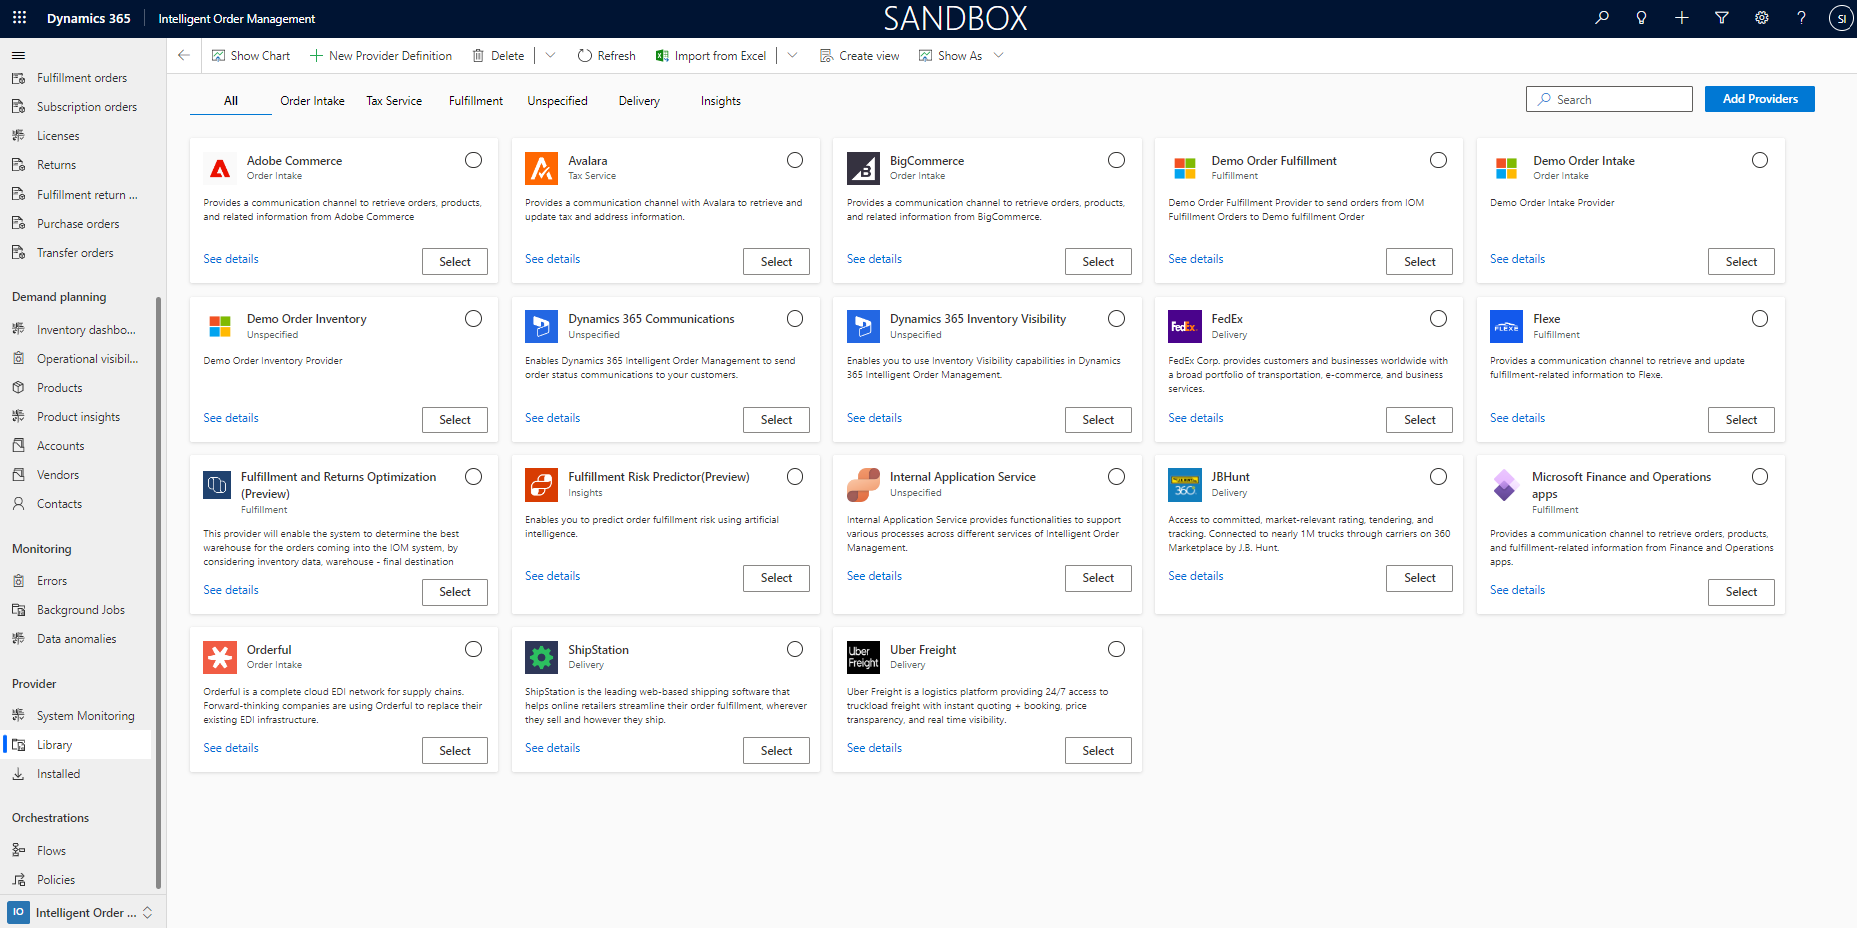 Dynamics 365
Intelligent Order Management
SANDBOX
?
SI
Show Chart
New Provider Definition
Delete
Refresh
Import from Excel
Create view
Show As
Fulfillment orders
Subscription orders
Licenses
Returns
Fulfillment return ...
Purchase orders
Transfer orders
Demand planning
Inventory dashbo...
Operational visibil...
Products
Product insights
Accounts
Vendors
Contacts
Monitoring
Errors
Background Jobs
Data anomalies
Provider
System Monitoring
Library
Installed
Orchestrations
Flows
Policies
IO
Intelligent Order ...
All
Order Intake
Tax Service
Fulfillment
Unspecified
Delivery
Insights
Search
Add Providers
Adobe Commerce
Order Intake
Provides a communication channel to retrieve orders, products,
and related information from Adobe Commerce
See details
Select
Avalara
Tax Service
Provides a communication channel with Avalara to retrieve and
update tax and address information.
See details
Select
B
BigCommerce
Order Intake
Provides a communication channel to retrieve orders, products,
and related information from BigCommerce.
See details
Select
Demo Order Fulfillment
Fulfillment
Demo Order Fulfillment Provider to send orders from IOM
Fulfillment Orders to Demo fulfillment Order
See details
Select
Demo Order Intake
Order Intake
Demo Order Intake Provider
See details
Select
Demo Order Inventory
Unspecified
Demo Order Inventory Provider
See details
Select
Dynamics 365 Communications
Unspecified
Enables Dynamics 365 Intelligent Order Management to send
order status communications to your customers.
See details
Select
Dynamics 365 Inventory Visibility
Unspecified
Enables you to use Inventory Visibility capabilities in Dynamics
365 Intelligent Order Management.
See details
Select
FedEx
FedEx
Delivery
FedEx Corp. provides customers and businesses worldwide with
a broad portfolio of transportation, e-commerce, and business
services.
See details
Select
FLEXE
Flexe
Fulfillment
Provides a communication channel to retrieve and update
fulfillment-related information to Flexe.
See details
Select
Fulfillment and Returns Optimization
(Preview)
Fulfillment
This provider will enable the system to determine the best
warehouse for the orders coming into the IOM system, by
considering inventory data, warehouse - final destination
See details
Select
Fulfillment Risk Predictor(Preview)
Insights
Enables you to predict order fulfillment risk using artificial
intelligence.
See details
Select
Internal Application Service
Unspecified
Internal Application Service provides functionalities to support
various processes across different services of Intelligent Order
Management.
See details
Select
360
JBHunt
Delivery
Access to committed, market-relevant rating, tendering, and
tracking. Connected to nearly 1M trucks through carriers on 360
Marketplace by J.B. Hunt.
See details
Select
Microsoft Finance and Operations
apps
Fulfillment
Provides a communication channel to retrieve orders, products,
and fulfillment-related information from Finance and Operations
apps.
See details
Select
Orderful
Order Intake
Orderful is a complete cloud EDI network for supply chains.
Forward-thinking companies are using Orderful to replace their
existing EDI infrastructure.
See details
Select
ShipStation
Delivery
ShipStation is the leading web-based shipping software that
helps online retailers streamline their order fulfillment, wherever
they sell and however they ship.
See details
Select
Uber
Freight
Uber Freight
Delivery
Uber Freight is a logistics platform providing 24/7 access to
truckload freight with instant quoting + booking, price
transparency, and real time visibility.
See details
Select